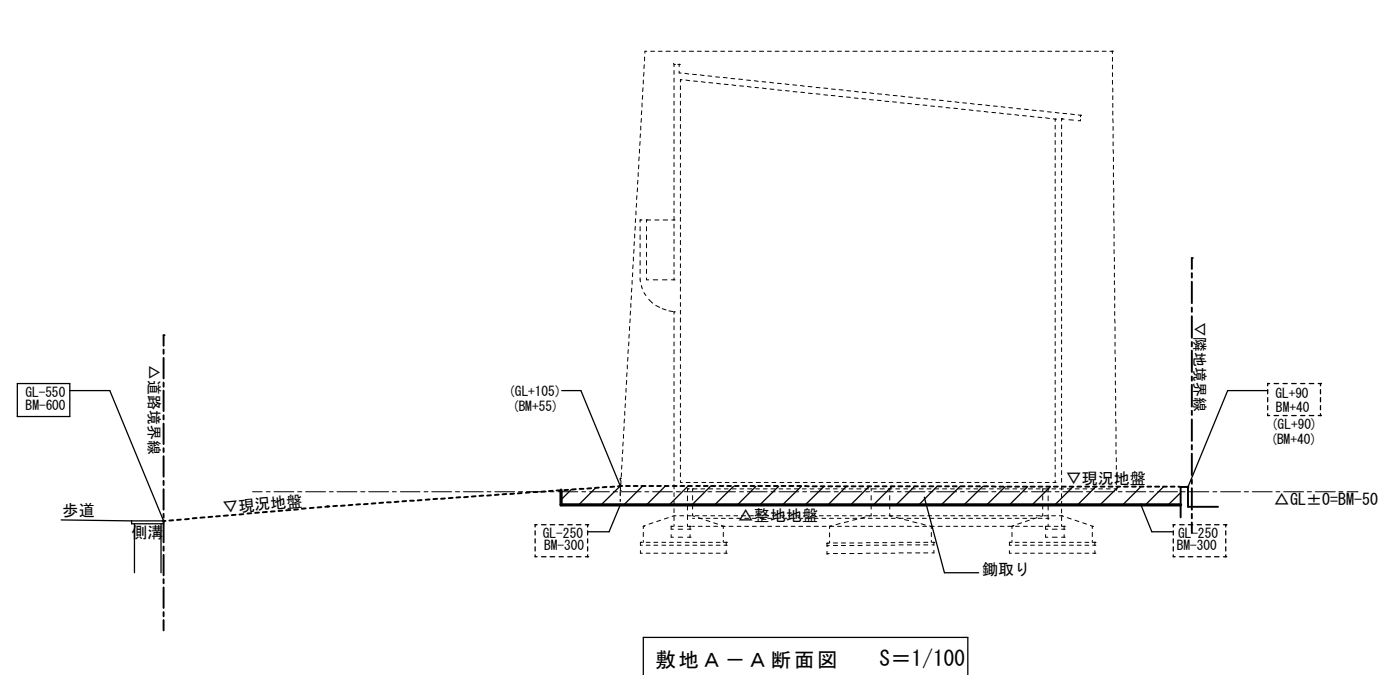 GL-550
BM-600
△道路境界線
歩道
側溝
▽現況地盤
(GL+105)
(BM+55)
GL-250
BM-300
△整地地盤
鋤取り
▽現況地盤
▽隣地境界線
GL+90
BM+40
(GL+90)
(BM+40)
△GL±0=BM-50
GL-250
BM-300
敷地A-A断面図 S=1/100